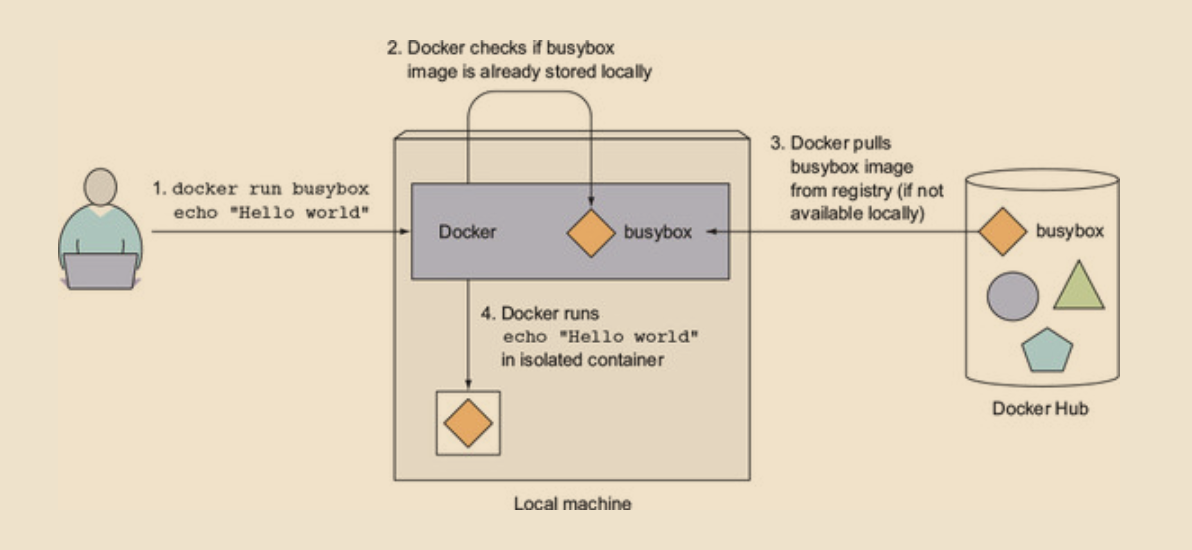 2. Docker checks if busybox
image is already stored locally
1. docker run busybox
echo "Hello world"
Docker
busybox
3. Docker pulls
busybox image
from registry (if not
available locally)
busybox
4. Docker runs
echo "Hello world"
in isolated container
Docker Hub
Local machine